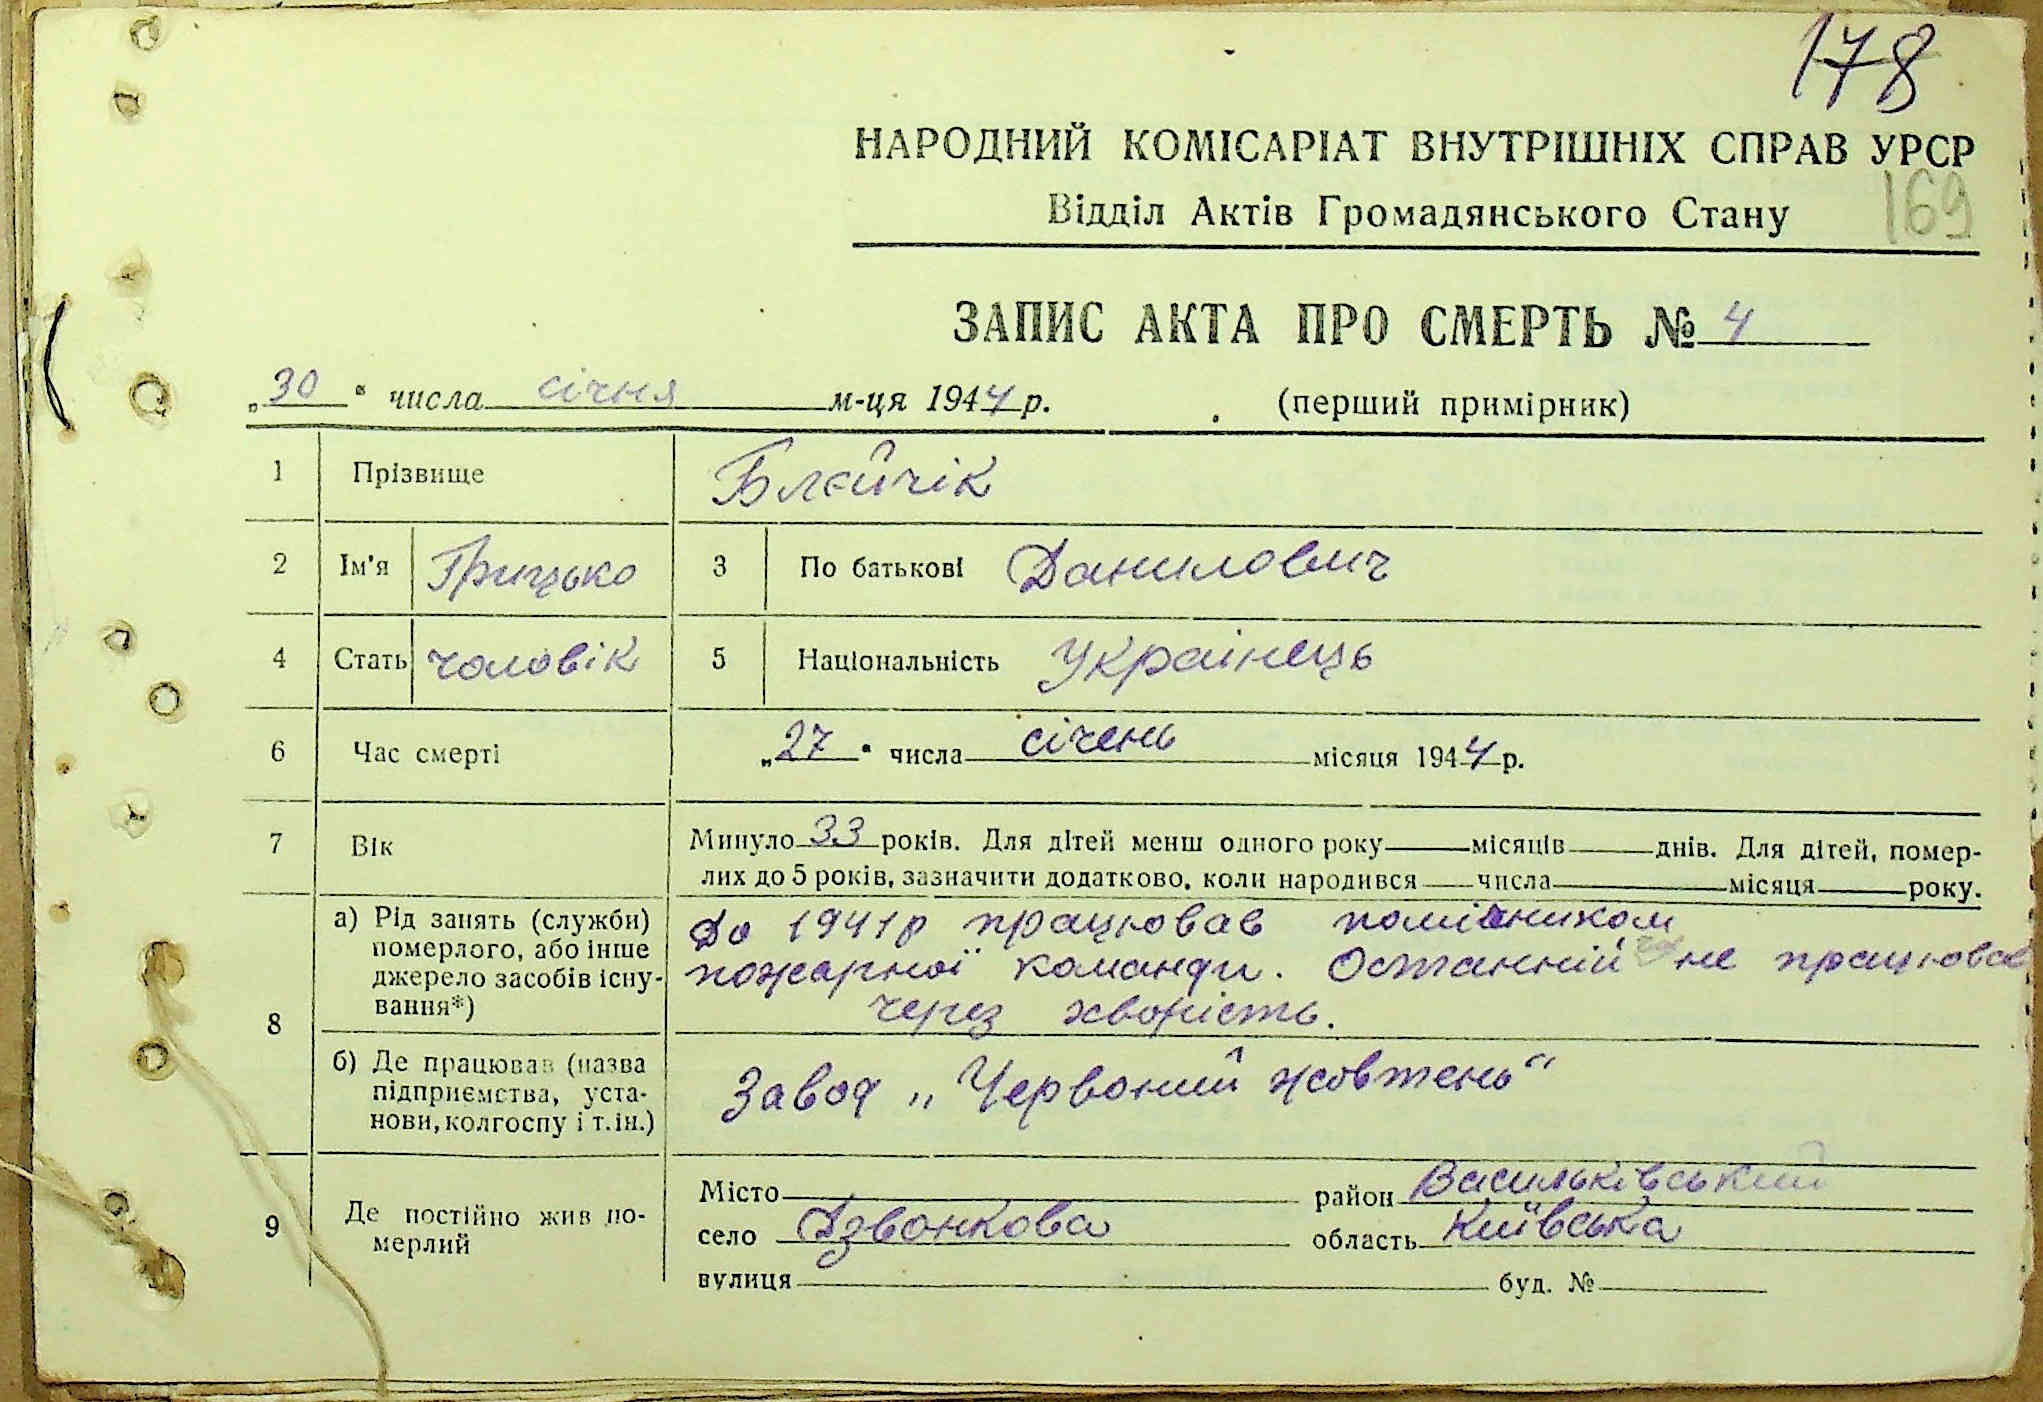 178
НАРОДНИЙ КОМІСАРІАТ ВНУТРІШНІХ СПРАВ УРСР
Відділ Актів Громадянського Стану 169
ЗАПИС АКТА ПРО СМЕРТЬ № 4
„30“ числа січня м-ця 1944 р. (перший примірник)
1 Прізвище Блейчік
2 Ім'я Грицько 3 По батькові Данилович
4 Стать чоловік 5 Національність Українець
6 Час смерті „27“ числа січень місяця 1944 р.
7 Вік Минуло 33 років. Для дітей менш одного року місяців днів. Для дітей, помер-
лих до 5 років, зазначити додатково, коли народився числа місяця року.
8 а) Рід занять (служби)
померлого, або інше
джерело засобів існу-
вання*)
До 1941р працював помічником
пожарної команди. Останній не працював
через хворість.
б) Де працював (назва
підприємства, уста-
нови, колгоспу і т.ін.)
Завод „Червоний жовтень"
9 Де постійно жив по-
мерлий
Місто район Васильківський
село Дзвонкова область Київська
вулиця буд. №